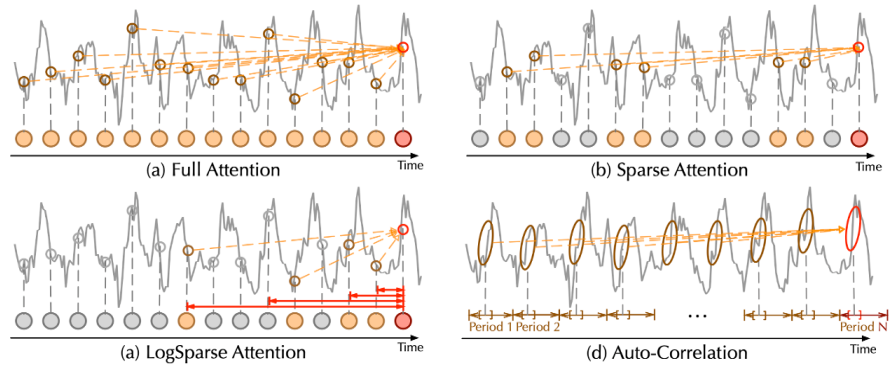 Time
(a) Full Attention
Time
(b) Sparse Attention
Time
(a) LogSparse Attention
Period 1 Period 2
...
Period N
Time
(d) Auto-Correlation